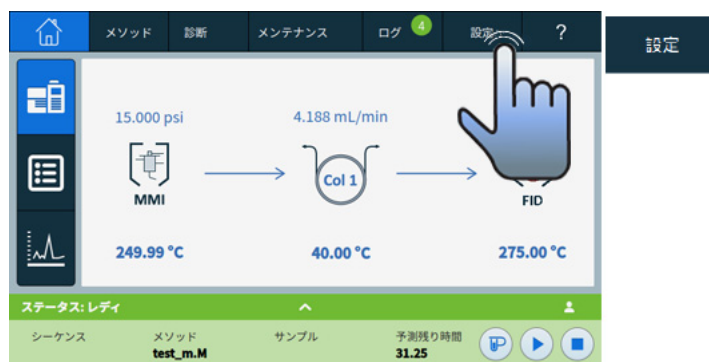 メソッド 診断 メンテナンス ログ 4 設定 ?
設定
15.000 psi 4.188 mL/min
Col 1
MMI FID
249.99 °C 40.00 °C 275.00 °C
ステータス: レディ
シーケンス メソッド サンプル 予測残り時間
test_m.M 31.25